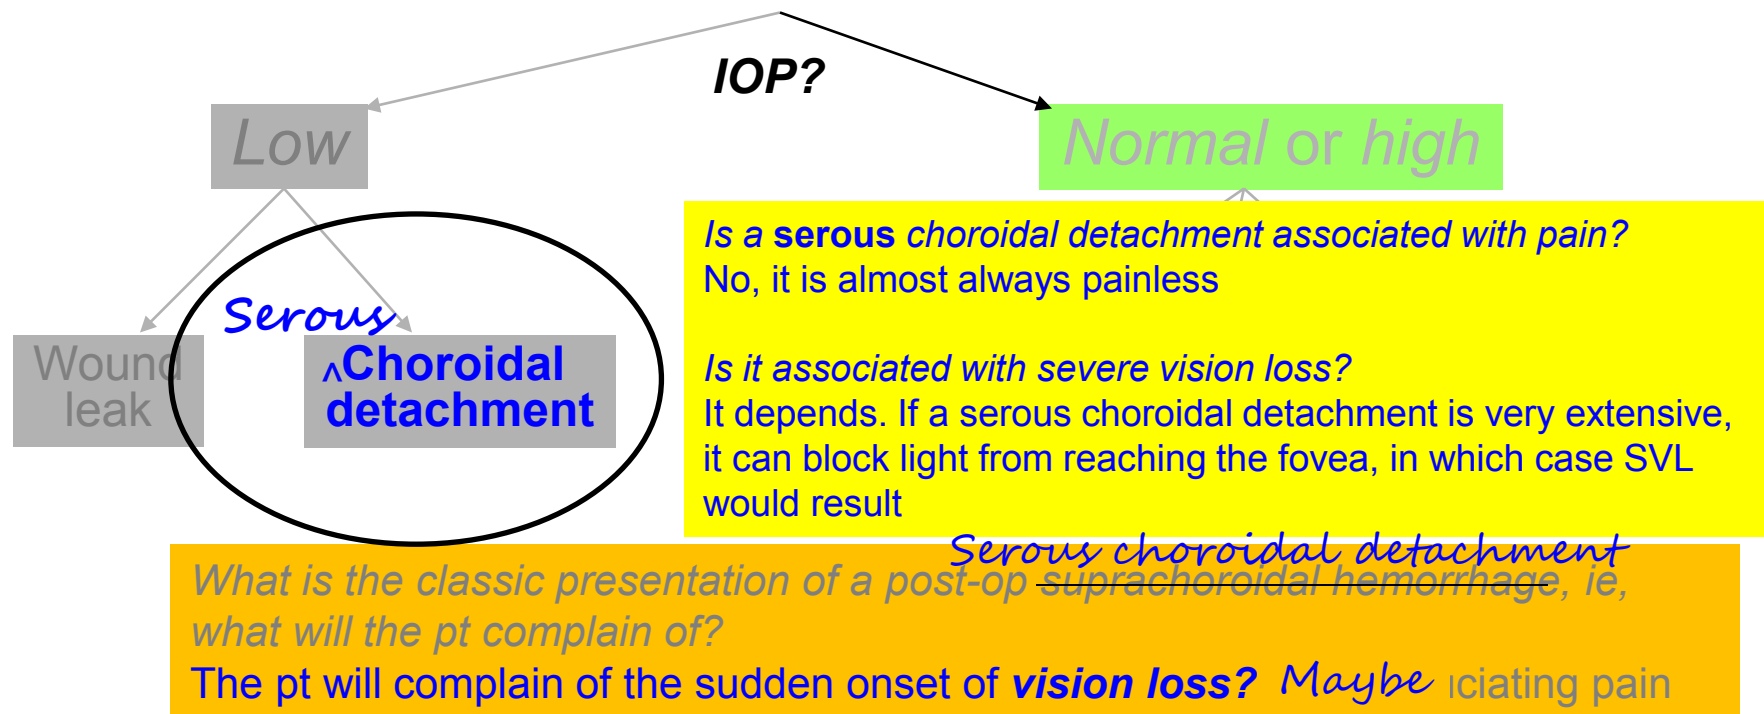 IOP?
Low
Normal or high
Is a serous choroidal detachment associated with pain?
No, it is almost always painless
Serous
Wound
leak
^Choroidal
detachment
Is it associated with severe vision loss?
It depends. If a serous choroidal detachment is very extensive,
it can block light from reaching the fovea, in which case SVL
would result
Serous choroidal detachment
What is the classic presentation of a post-op suprachoroidal hemorrhage, ie,
what will the pt complain of?
The pt will complain of the sudden onset of vision loss? Maybe pain